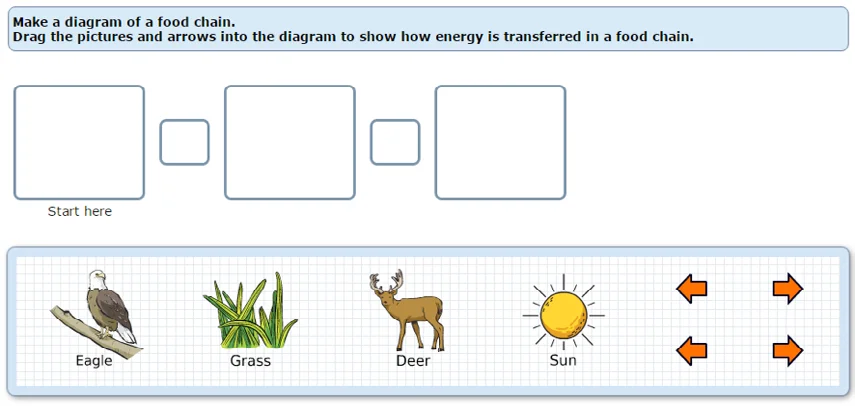 Make a diagram of a food chain.
Drag the pictures and arrows into the diagram to show how energy is transferred in a food chain.
Start here
Eagle
Grass
Deer
Sun